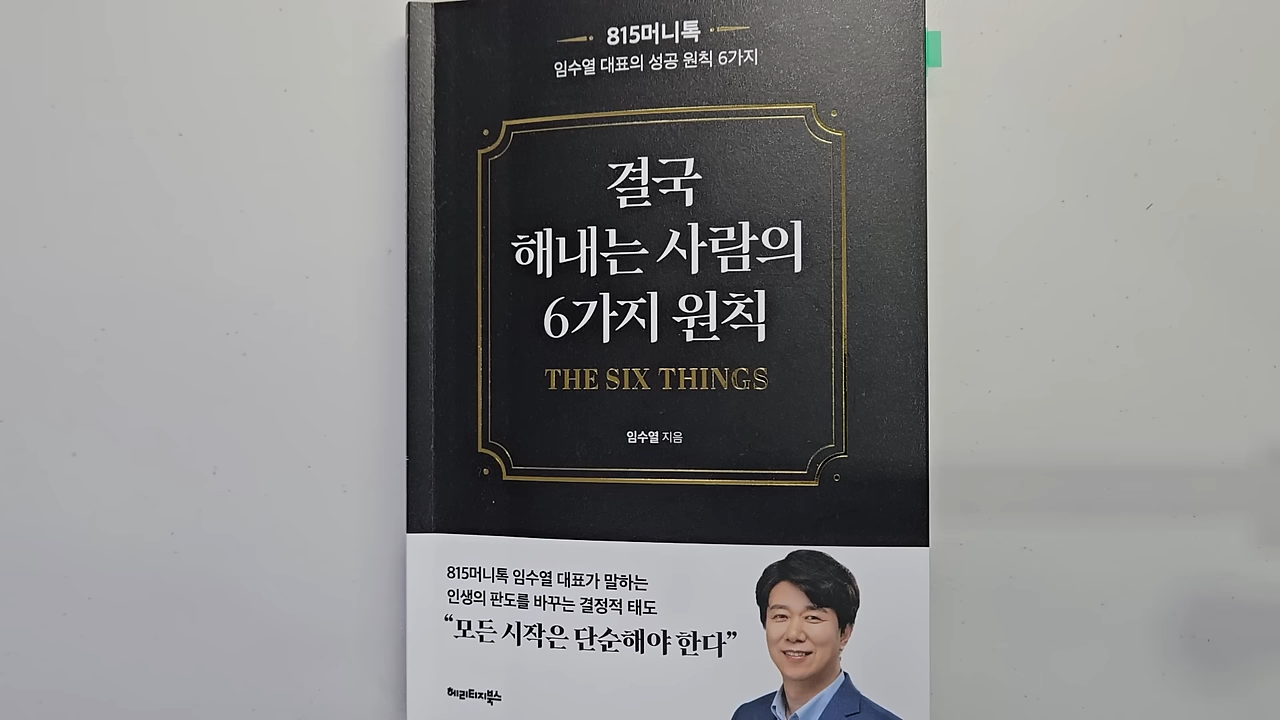 815머니톡
임수열 대표의 성공 원칙 6가지
결국
해내는 사람의
6가지 원칙
THE SIX THINGS
임수열 지음
815머니톡 임수열 대표가 말하는
인생의 판도를 바꾸는 결정적 태도
“모든 시작은 단순해야 한다”
헤리티지북스